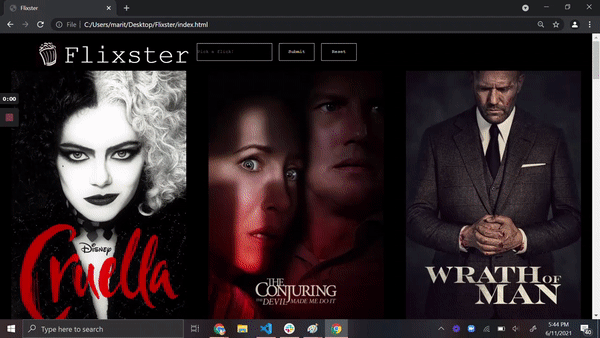 Flixster
File | C:/Users/marit/Desktop/Flixster/index.html
Flixster
Pick a flick!
Submit
Reset
0:00
Disney
Cruella
THE
CONJURING
THE DEVIL MADE ME DO IT
WRATH OF
MAN
Type here to search
5:44 PM
6/11/2021
40